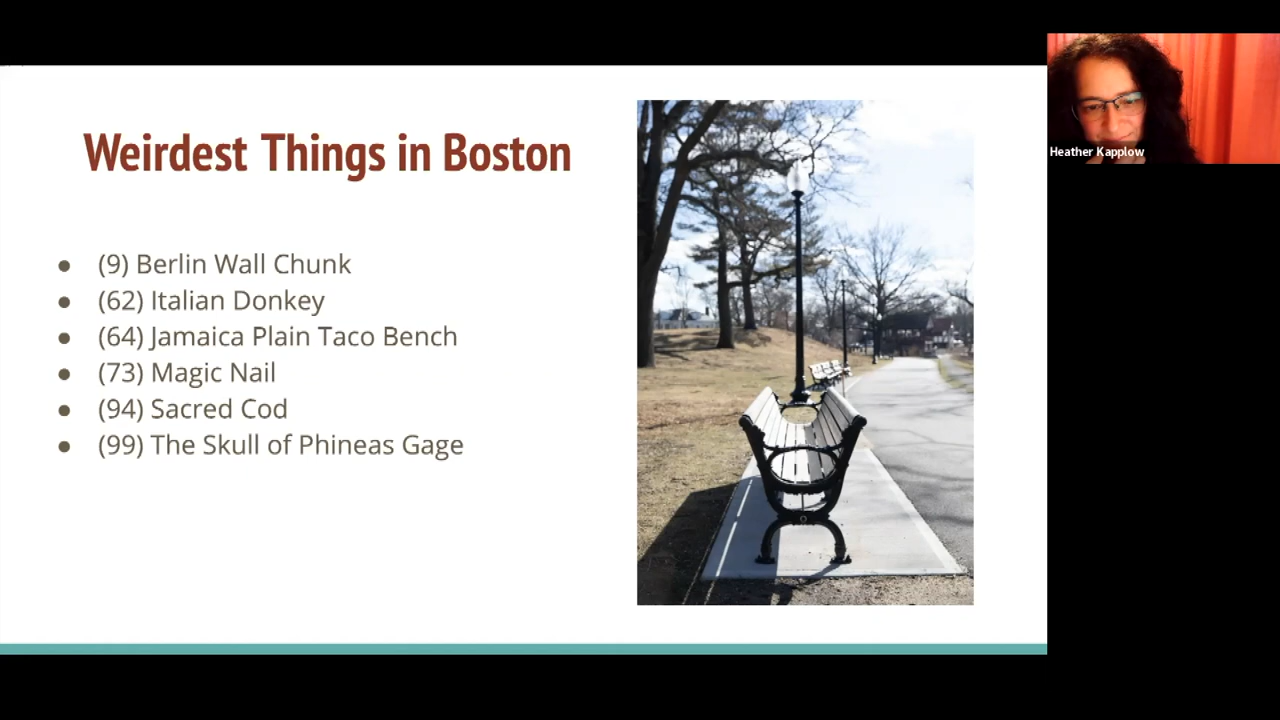 Weirdest Things in Boston
● (9) Berlin Wall Chunk
● (62) Italian Donkey
● (64) Jamaica Plain Taco Bench
● (73) Magic Nail
● (94) Sacred Cod
● (99) The Skull of Phineas Gage
Heather Kapplow